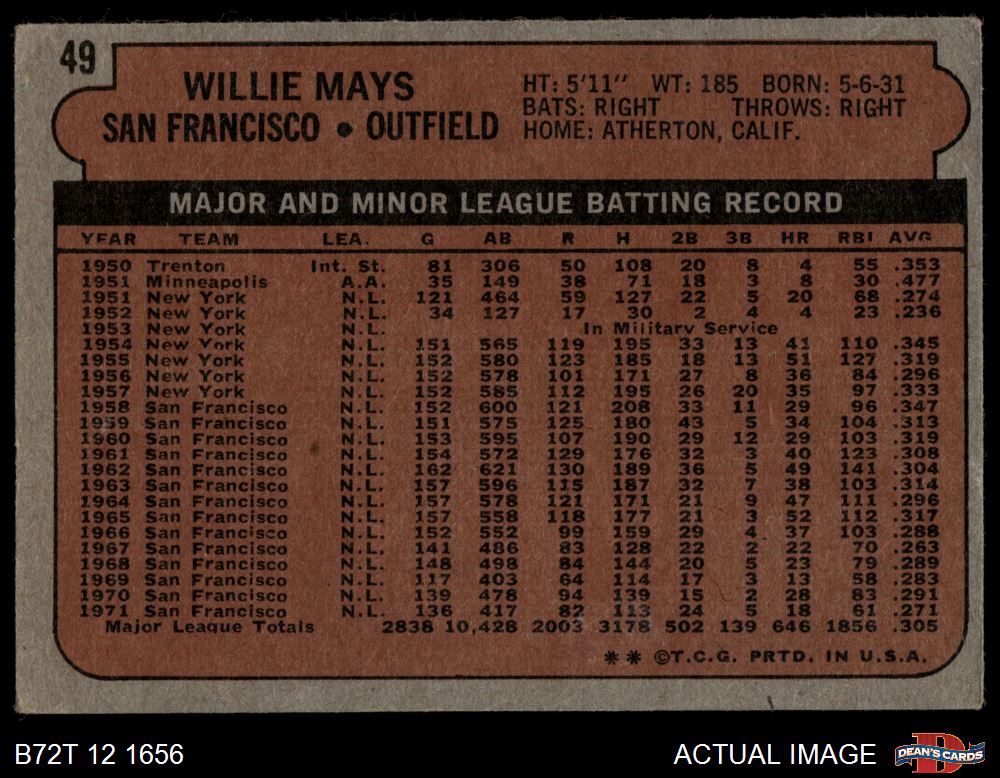 49
WILLIE MAYS
SAN FRANCISCO • OUTFIELD
HT: 5'11" WT: 185 BORN: 5-6-31
BATS: RIGHT THROWS: RIGHT
HOME: ATHERTON, CALIF.
MAJOR AND MINOR LEAGUE BATTING RECORD
YEAR TEAM LEA. G AB R H 2B 3B HR RBI AVG
1950 Trenton Int. St. 81 306 50 108 20 8 4 55 .353
1951 Minneapolis A.A. 35 149 38 71 18 3 8 30 .477
1951 New York N.L. 121 464 59 127 22 5 20 68 .274
1952 New York N.L. 34 127 17 30 2 4 4 23 .236
1953 New York N.L. In Military Service
1954 New York N.L. 151 565 119 195 33 13 41 110 .345
1955 New York N.L. 152 580 123 185 18 13 51 127 .319
1956 New York N.L. 152 578 101 171 27 8 36 84 .296
1957 New York N.L. 152 585 112 195 26 20 35 97 .333
1958 San Francisco N.L. 152 600 121 208 33 11 29 96 .347
1959 San Francisco N.L. 151 575 125 180 43 5 34 104 .313
1960 San Francisco N.L. 153 595 107 190 29 12 29 103 .319
1961 San Francisco N.L. 154 572 129 176 32 3 40 123 .308
1962 San Francisco N.L. 162 621 130 189 36 5 49 141 .304
1963 San Francisco N.L. 157 596 115 187 32 7 38 103 .314
1964 San Francisco N.L. 157 578 121 171 21 9 47 111 .296
1965 San Francisco N.L. 157 558 118 177 21 3 52 112 .317
1966 San Francisco N.L. 152 552 99 159 29 4 37 103 .288
1967 San Francisco N.L. 141 486 83 128 22 2 22 70 .263
1968 San Francisco N.L. 148 498 84 144 20 5 23 79 .289
1969 San Francisco N.L. 117 403 64 114 17 3 13 58 .283
1970 San Francisco N.L. 139 478 94 139 15 2 28 83 .291
1971 San Francisco N.L. 136 417 82 113 24 5 18 61 .271
Major League Totals 2838 10,428 2003 3178 502 139 646 1856 .305
** ©T.C.G. PRTD. IN U.S.A.
B72T 12 1656 ACTUAL IMAGE DEAN'S CARDS